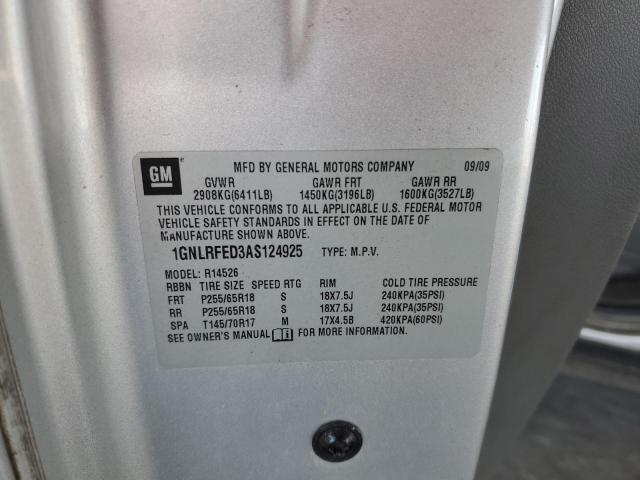 GM
MFD BY GENERAL MOTORS COMPANY 09/09
GVWR GAWR FRT GAWR RR
2908KG(6411LB) 1450KG(3196LB) 1600KG(3527LB)
THIS VEHICLE CONFORMS TO ALL APPLICABLE U.S. FEDERAL MOTOR
VEHICLE SAFETY STANDARDS IN EFFECT ON THE DATE OF
MANUFACTURE SHOWN ABOVE.
1GNLRFED3AS124925 TYPE: M.P.V.
MODEL: R14526
RBBN TIRE SIZE SPEED RTG RIM COLD TIRE PRESSURE
FRT P255/65R18 S 18X7.5J 240KPA(35PSI)
RR P255/65R18 S 18X7.5J 240KPA(35PSI)
SPA T145/70R17 M 17X4.5B 420KPA(60PSI)
SEE OWNER'S MANUAL FOR MORE INFORMATION.